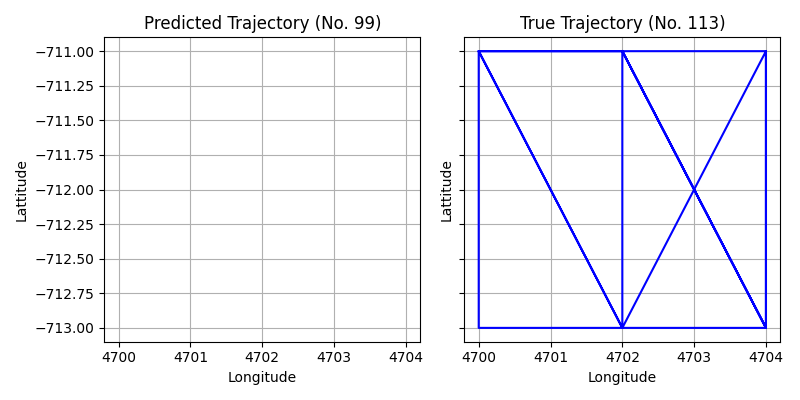 Predicted Trajectory (No. 99)
True Trajectory (No. 113)
Lattitude
−711.00
−711.25
−711.50
−711.75
−712.00
−712.25
−712.50
−712.75
−713.00
4700 4701 4702 4703 4704
Longitude
Lattitude
4700 4701 4702 4703 4704
Longitude